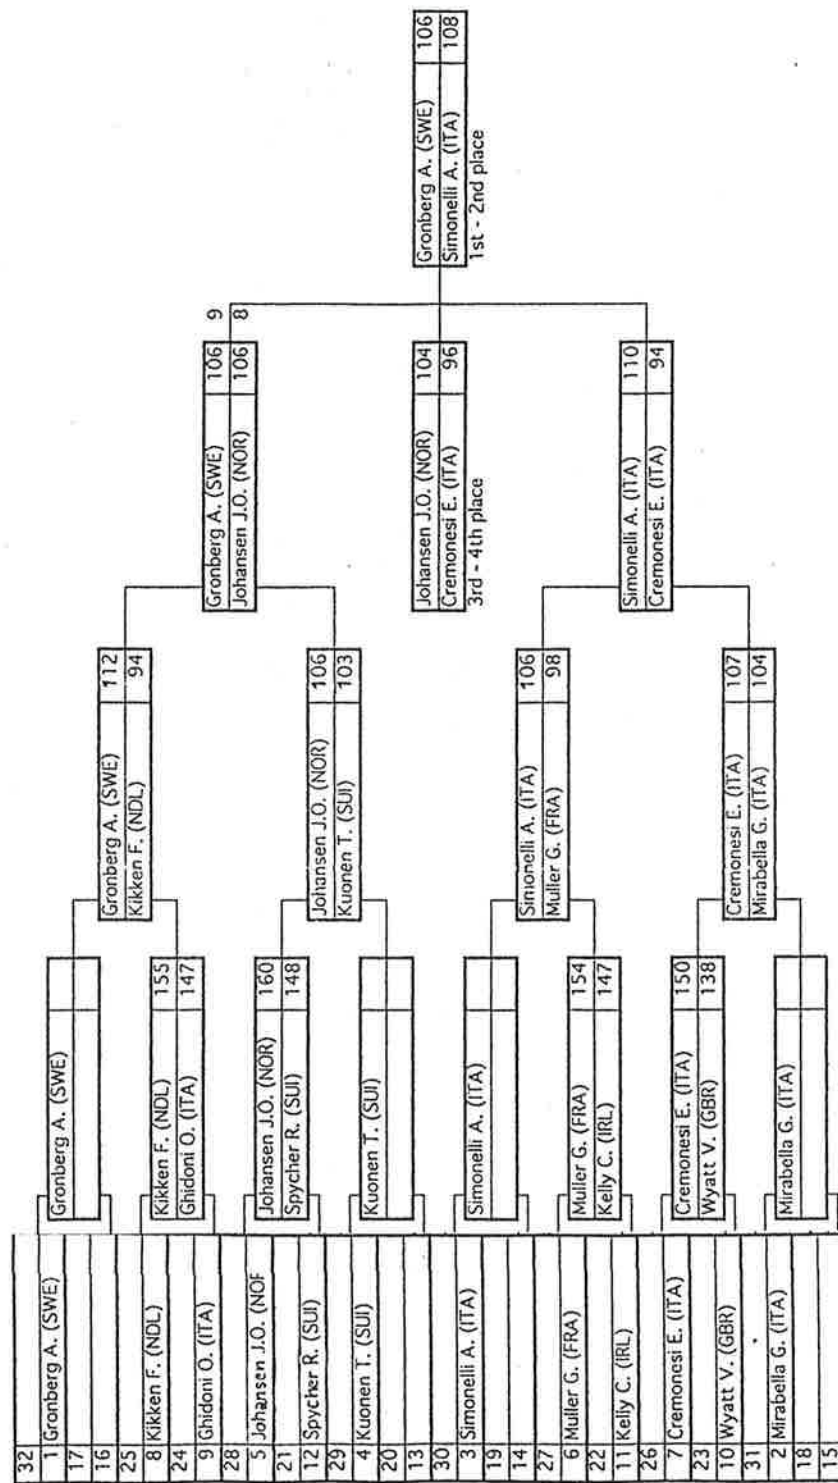 32
1 Gronberg A. (SWE)
17
16
25
8 Kikken F. (NDL)
24
9 Ghidoni O. (ITA)
28
5 Johansen J.O. (NOF
21
12 Spycher R. (SUI)
29
4 Kuonen T. (SUI)
20
13
30
3 Simonelli A. (ITA)
19
14
27
6 Muller G. (FRA)
22
11 Kelly C. (IRL)
26
7 Cremonesi E. (ITA)
23
10 Wyatt V. (GBR)
31
2 Mirabella G. (ITA)
18
15
Gronberg A. (SWE)
Kikken F. (NDL) 155
Ghidoni O. (ITA) 147
Johansen J.O. (NOR) 160
Spycher R. (SUI) 148
Kuonen T. (SUI)
Simonelli A. (ITA)
Muller G. (FRA) 154
Kelly C. (IRL) 147
Cremonesi E. (ITA) 150
Wyatt V. (GBR) 138
Mirabella G. (ITA)
Gronberg A. (SWE) 112
Kikken F. (NDL) 94
Johansen J.O. (NOR) 106
Kuonen T. (SUI) 103
Simonelli A. (ITA) 106
Muller G. (FRA) 98
Cremonesi E. (ITA) 107
Mirabella G. (ITA) 104
Gronberg A. (SWE) 106 9
Johansen J.O. (NOR) 106 8
Johansen J.O. (NOR) 104
Cremonesi E. (ITA) 96
3rd - 4th place
Simonelli A. (ITA) 110
Cremonesi E. (ITA) 94
Gronberg A. (SWE) 106
Simonelli A. (ITA) 108
1st - 2nd place